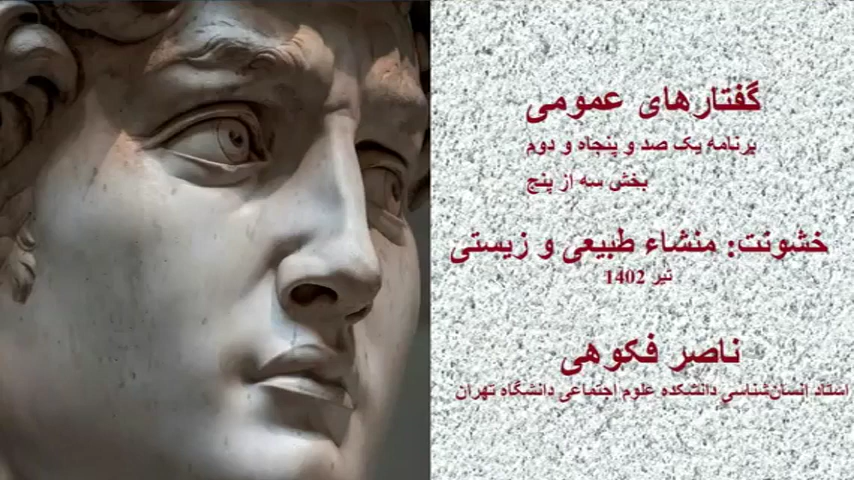 گفتارهای عمومی
برنامه یک صد و پنجاه و دوم
بخش سه از پنج
خشونت: منشاء طبیعی و زیستی
تیر 1402
ناصر فکوهی
استاد انسان‌شناسی دانشکده علوم اجتماعی دانشگاه تهران